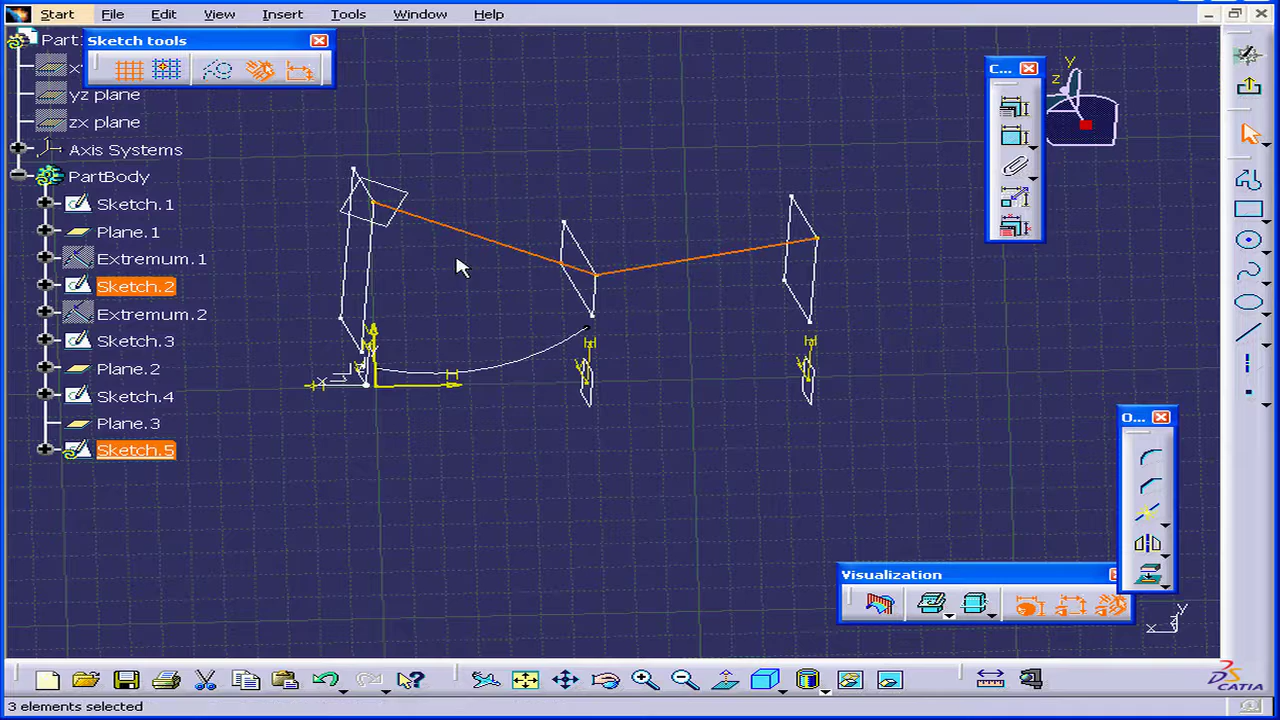 Start File Edit View Insert Tools Window Help
Part
Sketch tools
x
yz plane
zx plane
Axis Systems
PartBody
Sketch.1
Plane.1
Extremum.1
Sketch.2
Extremum.2
Sketch.3
Plane.2
Sketch.4
Plane.3
Sketch.5
C...
y
z
H
V
H
V
H
V
H
x
O...
Visualization
y
x
z
DS
CATIA
3 elements selected